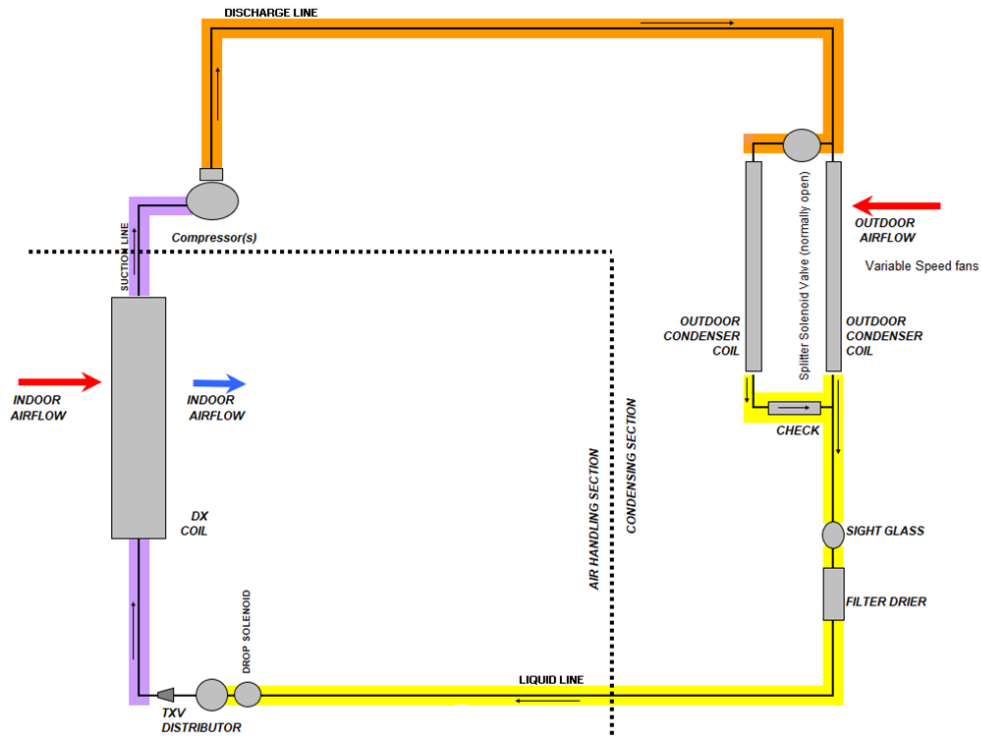 DISCHARGE LINE
Compressor(s)
SUCTION LINE
Splitter Solenoid Valve (normally open)
OUTDOOR
AIRFLOW
Variable Speed fans
OUTDOOR
CONDENSER
COIL
OUTDOOR
CONDENSER
COIL
INDOOR
AIRFLOW
INDOOR
AIRFLOW
CHECK
DX
COIL
AIR HANDLING SECTION
CONDENSING SECTION
SIGHT GLASS
FILTER DRIER
DROP SOLENOID
LIQUID LINE
TXV
DISTRIBUTOR